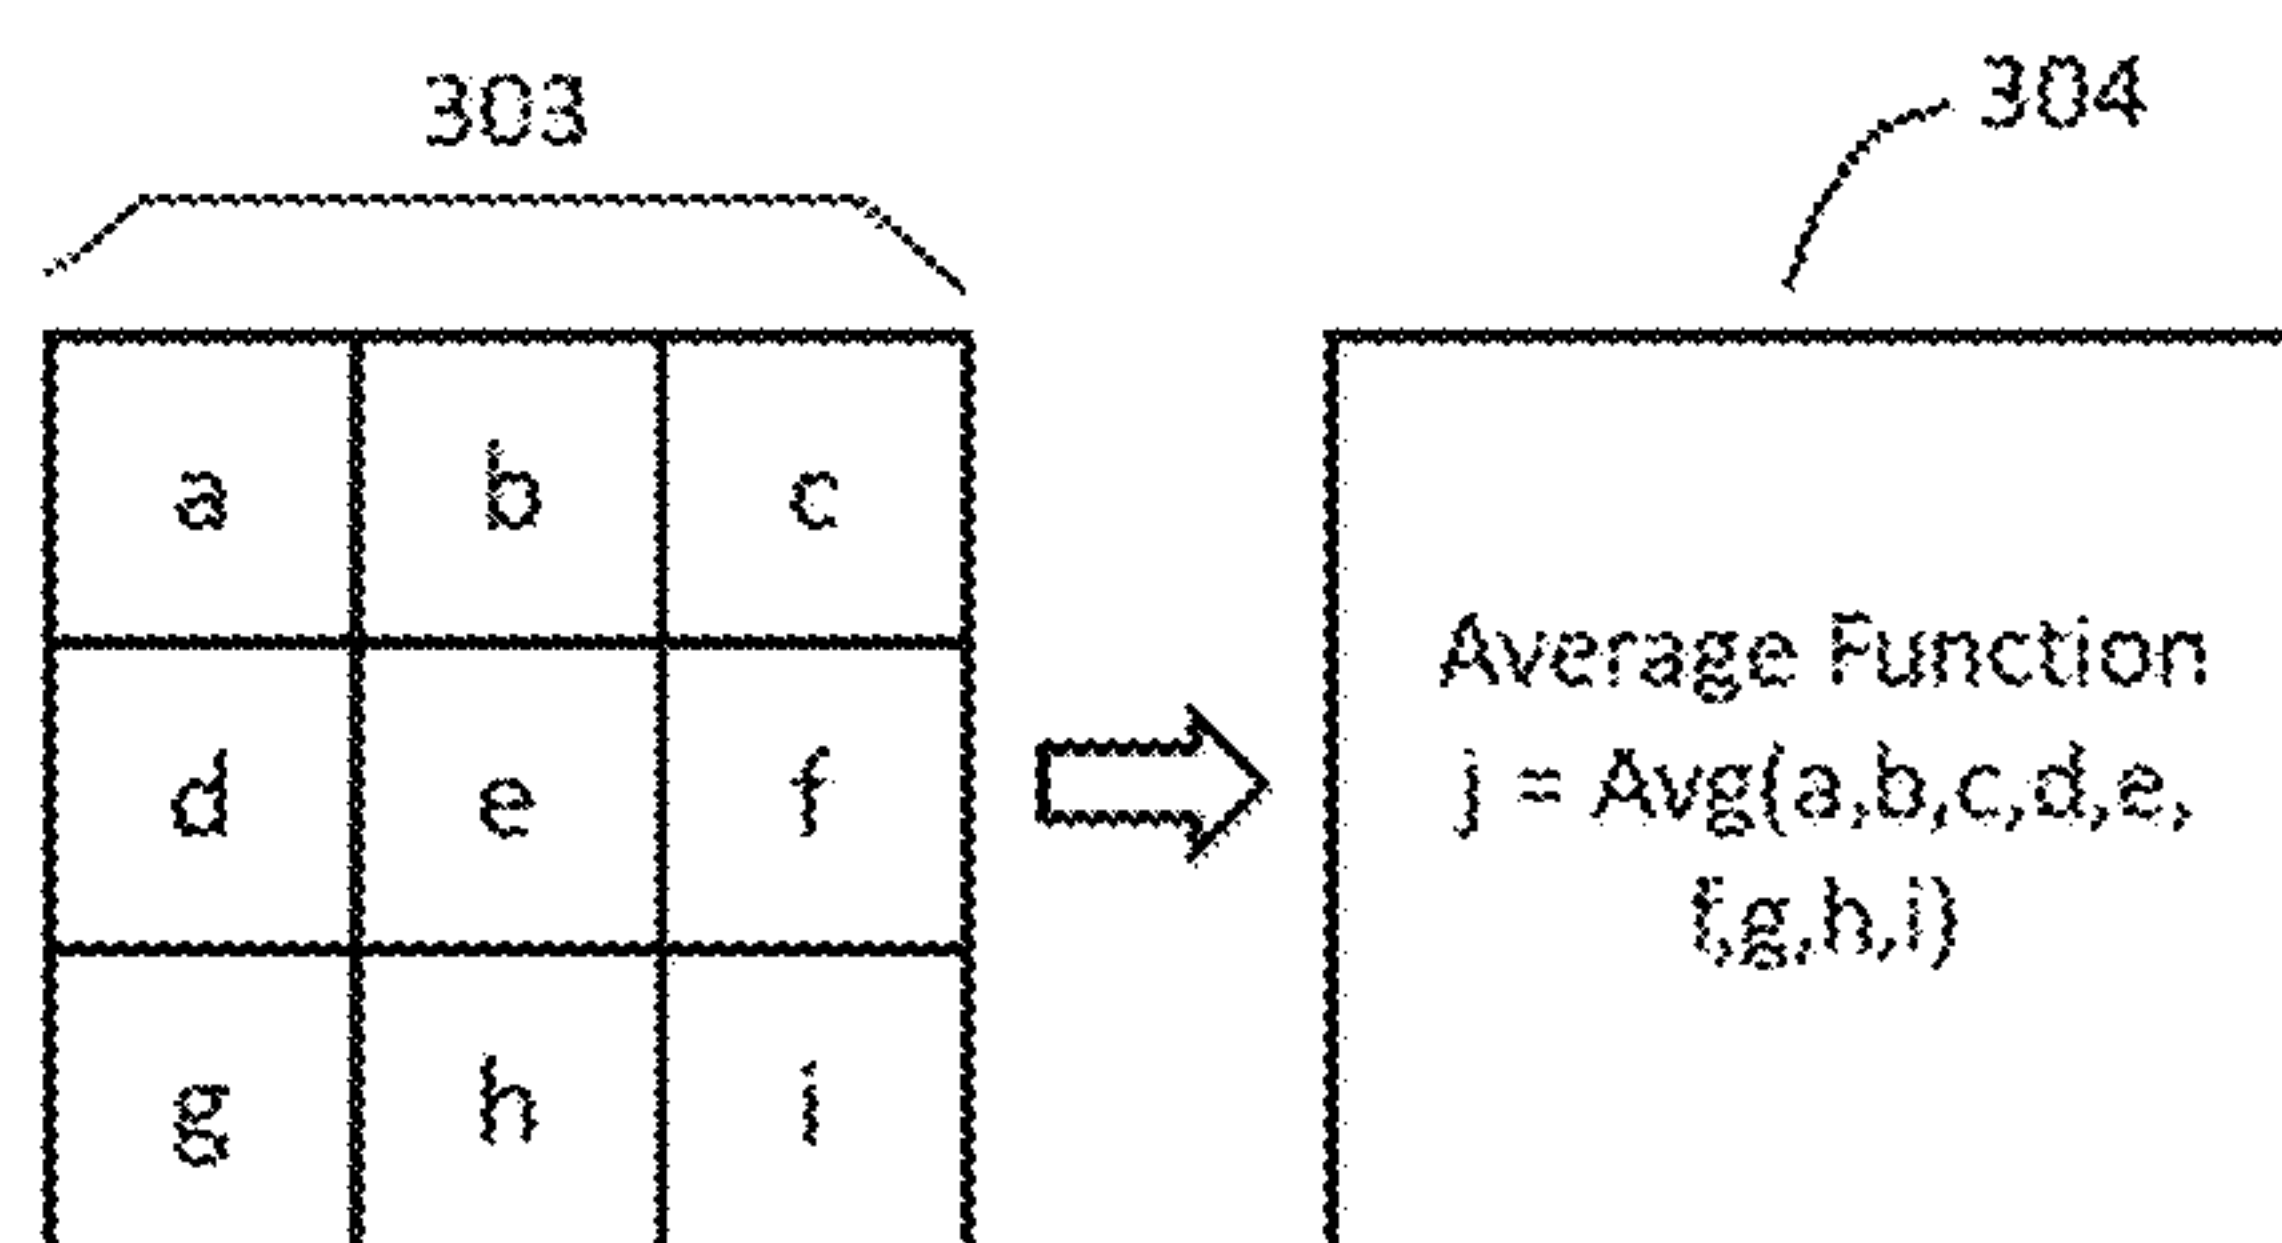 303
304
a b c
d e f
g h i
Average Function
j = Avg(a,b,c,d,e,
f,g,h,i)